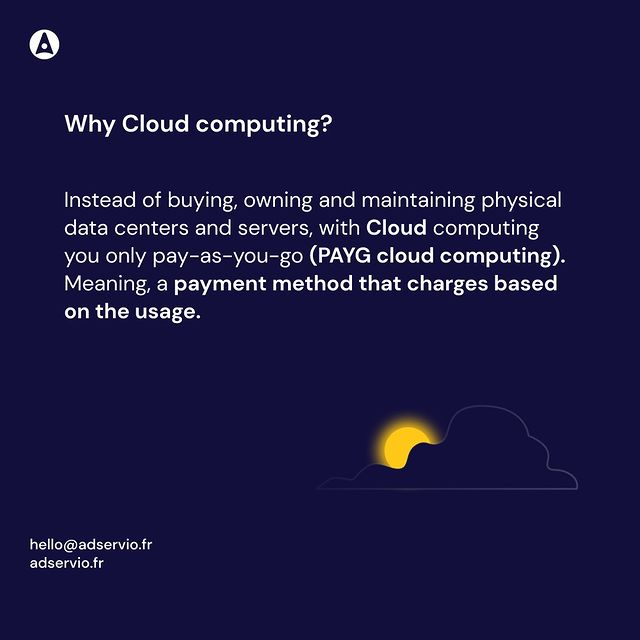 Why Cloud computing?
Instead of buying, owning and maintaining physical
data centers and servers, with Cloud computing
you only pay-as-you-go (PAYG cloud computing).
Meaning, a payment method that charges based
on the usage.
hello@adservio.fr
adservio.fr